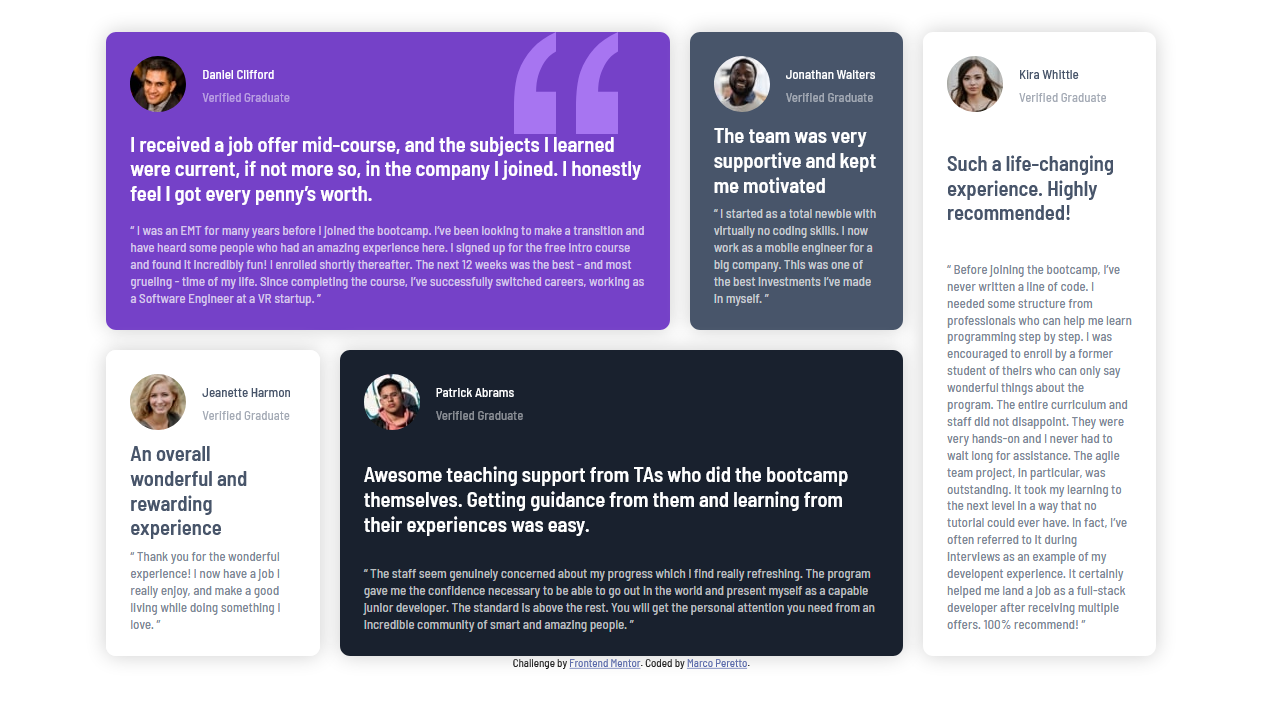 Daniel Clifford
Verified Graduate
I received a job offer mid-course, and the subjects I learned
were current, if not more so, in the company I joined. I honestly
feel I got every penny’s worth.
“ I was an EMT for many years before I joined the bootcamp. I’ve been looking to make a transition and
have heard some people who had an amazing experience here. I signed up for the free intro course
and found it incredibly fun! I enrolled shortly thereafter. The next 12 weeks was the best - and most
grueling - time of my life. Since completing the course, I’ve successfully switched careers, working as
a Software Engineer at a VR startup. ”
Jonathan Walters
Verified Graduate
The team was very
supportive and kept
me motivated
“ I started as a total newbie with
virtually no coding skills. I now
work as a mobile engineer for a
big company. This was one of
the best investments I’ve made
in myself. ”
Kira Whittle
Verified Graduate
Such a life-changing
experience. Highly
recommended!
“ Before joining the bootcamp, I’ve
never written a line of code. I
needed some structure from
professionals who can help me learn
programming step by step. I was
encouraged to enroll by a former
student of theirs who can only say
wonderful things about the
program. The entire curriculum and
staff did not disappoint. They were
very hands-on and I never had to
wait long for assistance. The agile
team project, in particular, was
outstanding. It took my learning to
the next level in a way that no
tutorial could ever have. In fact, I’ve
often referred to it during
interviews as an example of my
developent experience. It certainly
helped me land a job as a full-stack
developer after receiving multiple
offers. 100% recommend! ”
Jeanette Harmon
Verified Graduate
An overall
wonderful and
rewarding
experience
“ Thank you for the wonderful
experience! I now have a job I
really enjoy, and make a good
living while doing something I
love. ”
Patrick Abrams
Verified Graduate
Awesome teaching support from TAs who did the bootcamp
themselves. Getting guidance from them and learning from
their experiences was easy.
“ The staff seem genuinely concerned about my progress which I find really refreshing. The program
gave me the confidence necessary to be able to go out in the world and present myself as a capable
junior developer. The standard is above the rest. You will get the personal attention you need from an
incredible community of smart and amazing people. ”
Challenge by Frontend Mentor. Coded by Marco Peretto.